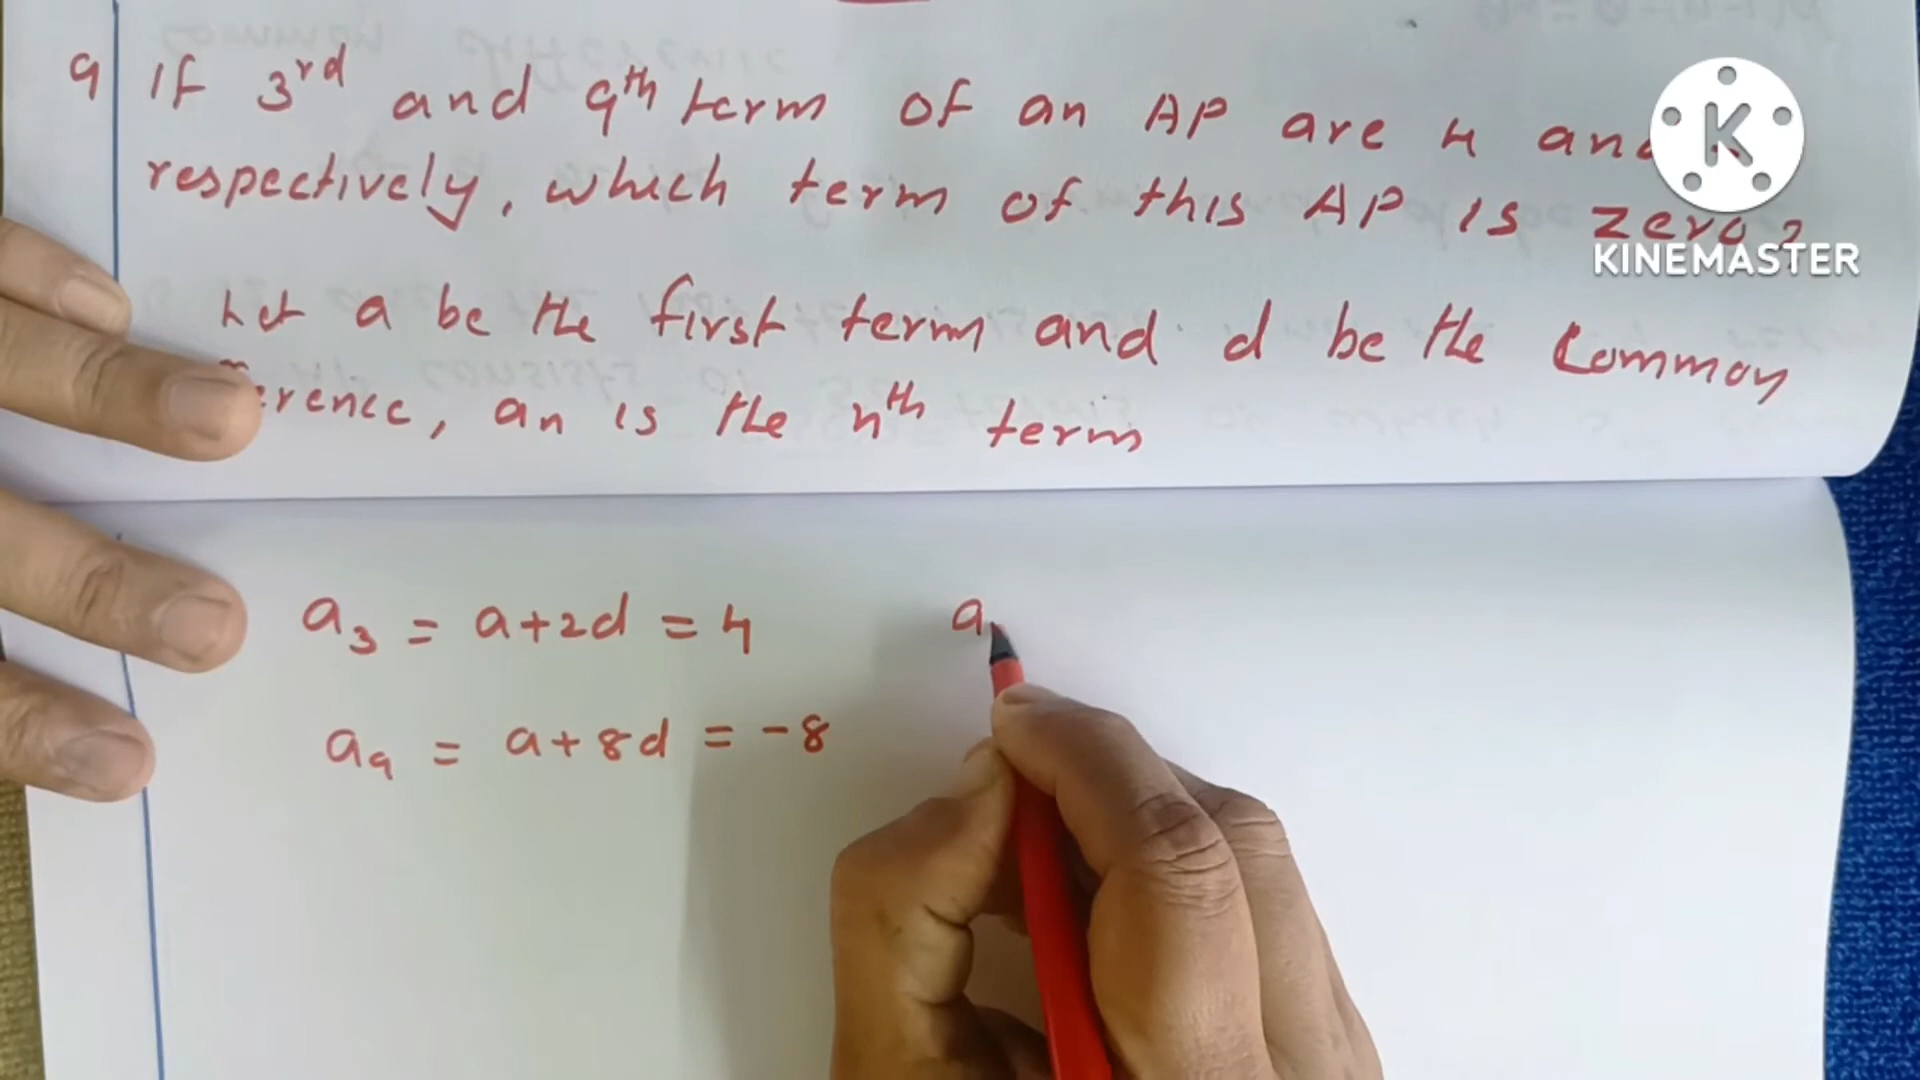 9 If 3rd and 9th term of an AP are 4 and
respectively, which term of this AP is zero?
K
KINEMASTER
Let a be the first term and d be the Common
erence, an is the nth term
a3 = a+2d = 4
a
a9 = a+8d = -8